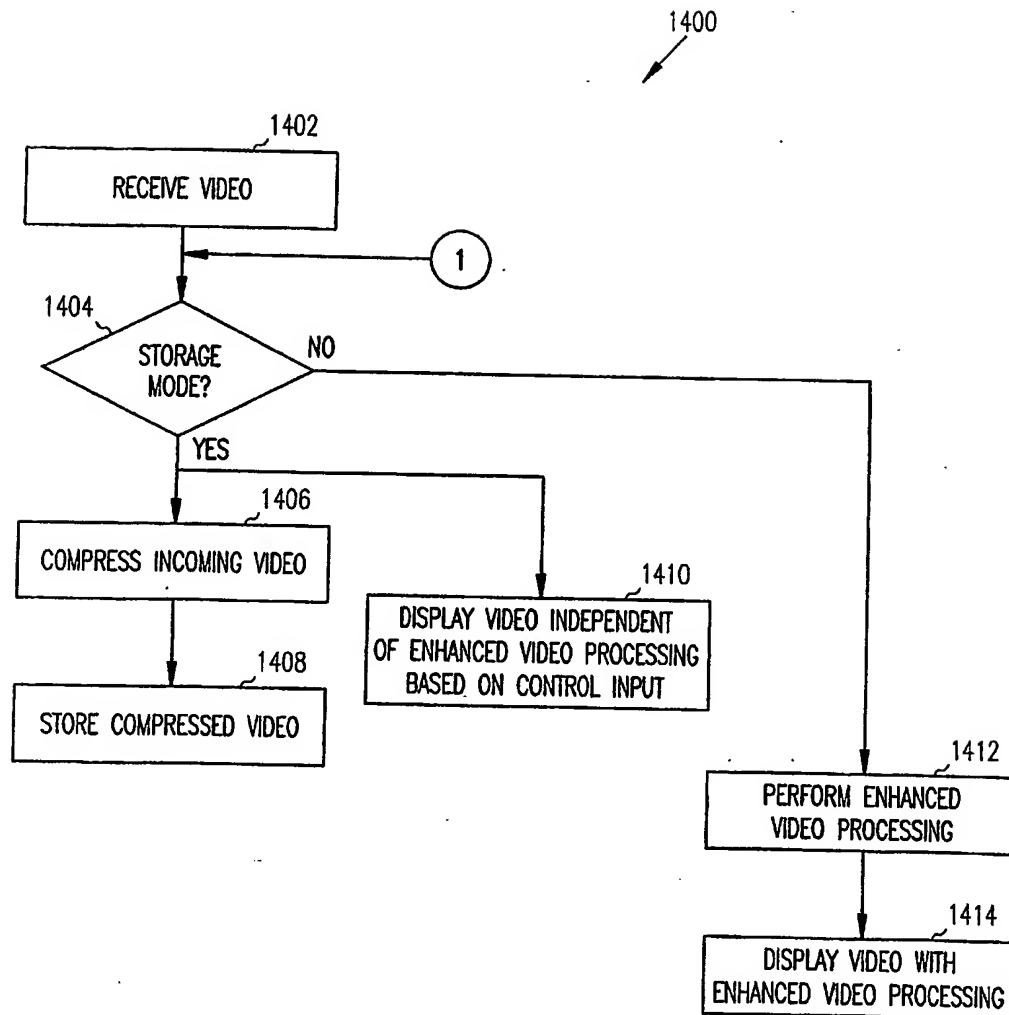 1400
1402
RECEIVE VIDEO
1
1404
STORAGE
MODE?
NO
YES
1406
COMPRESS INCOMING VIDEO
1408
STORE COMPRESSED VIDEO
1410
DISPLAY VIDEO INDEPENDENT
OF ENHANCED VIDEO PROCESSING
BASED ON CONTROL INPUT
1412
PERFORM ENHANCED
VIDEO PROCESSING
1414
DISPLAY VIDEO WITH
ENHANCED VIDEO PROCESSING